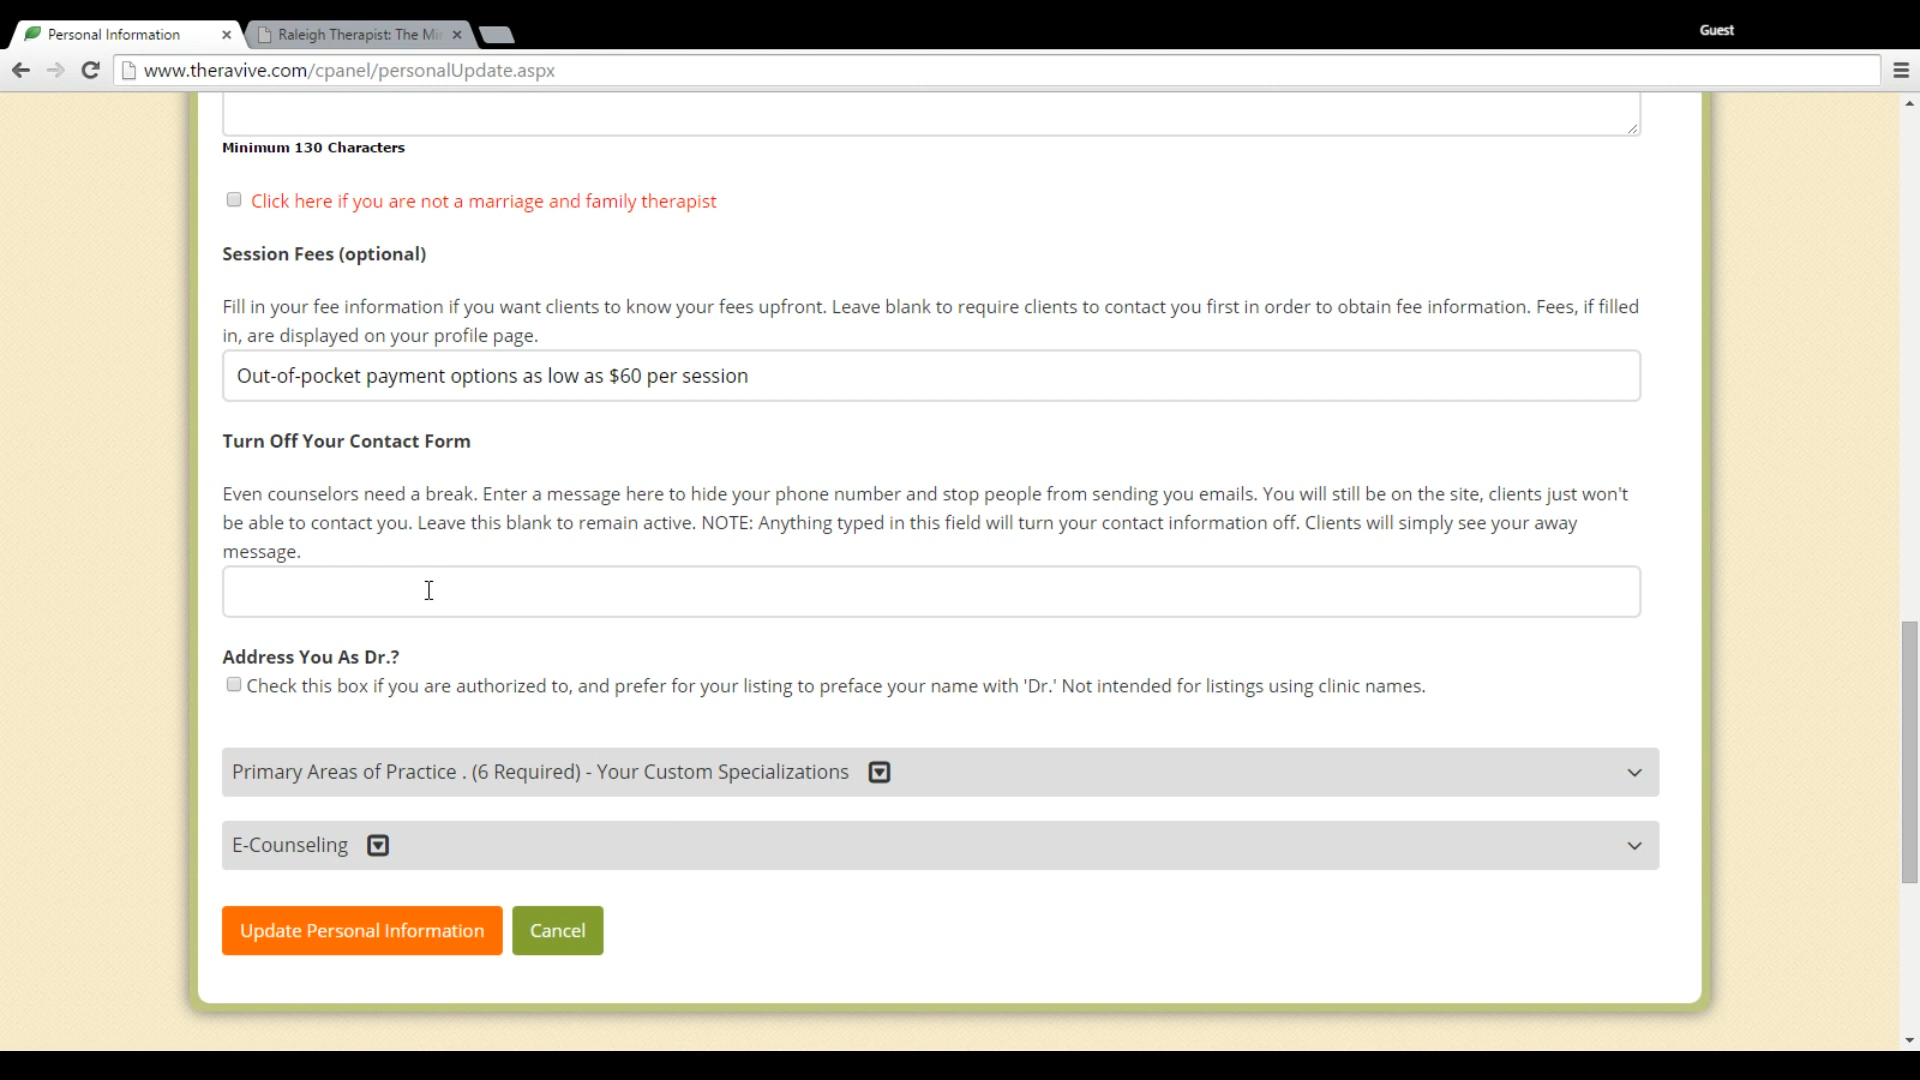 Personal Information
Raleigh Therapist: The Mi
Guest
www.theravive.com/cpanel/personalUpdate.aspx
Minimum 130 Characters
Click here if you are not a marriage and family therapist
Session Fees (optional)
Fill in your fee information if you want clients to know your fees upfront. Leave blank to require clients to contact you first in order to obtain fee information. Fees, if filled
in, are displayed on your profile page.
Out-of-pocket payment options as low as $60 per session
Turn Off Your Contact Form
Even counselors need a break. Enter a message here to hide your phone number and stop people from sending you emails. You will still be on the site, clients just won't
be able to contact you. Leave this blank to remain active. NOTE: Anything typed in this field will turn your contact information off. Clients will simply see your away
message.
Address You As Dr.?
Check this box if you are authorized to, and prefer for your listing to preface your name with 'Dr.' Not intended for listings using clinic names.
Primary Areas of Practice . (6 Required) - Your Custom Specializations
E-Counseling
Update Personal Information
Cancel